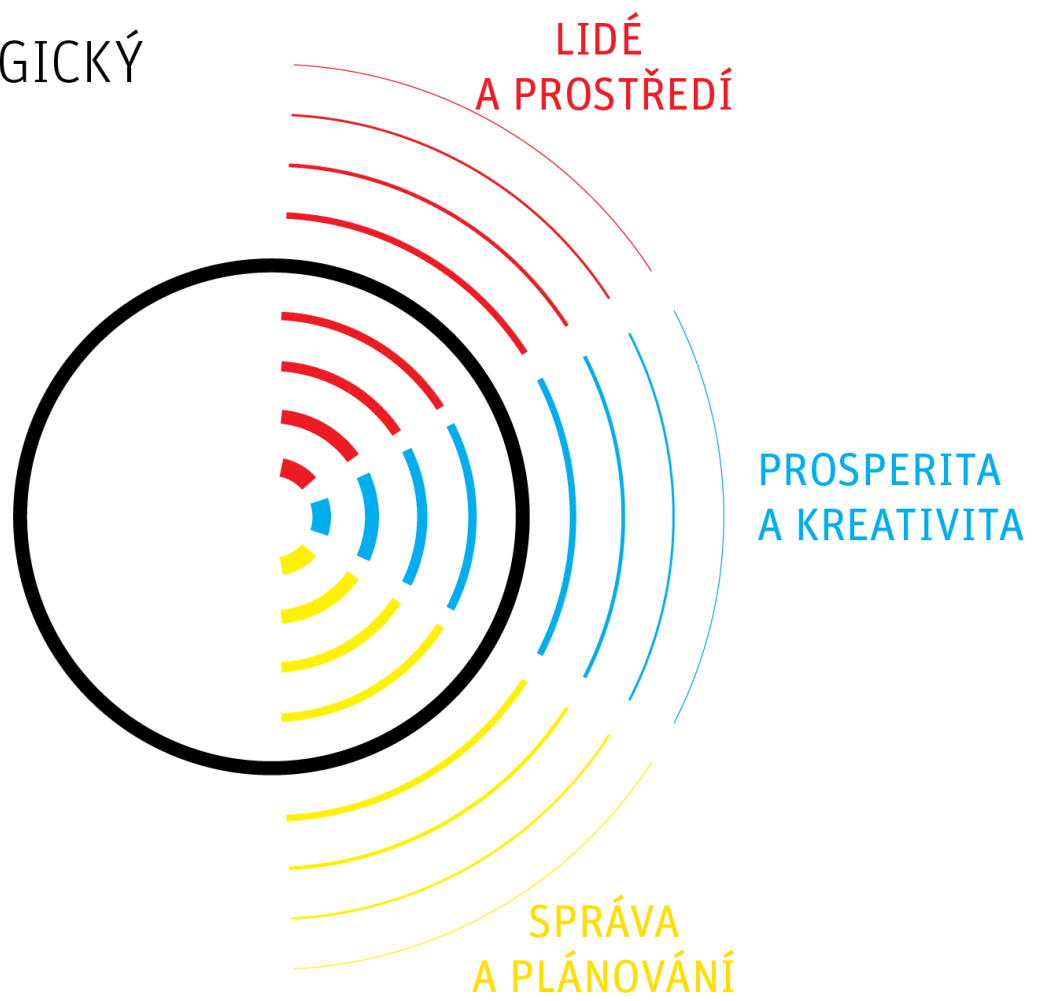 GICKÝ
LIDÉ
A PROSTŘEDÍ
PROSPERITA
A KREATIVITA
SPRÁVA
A PLÁNOVÁNÍ